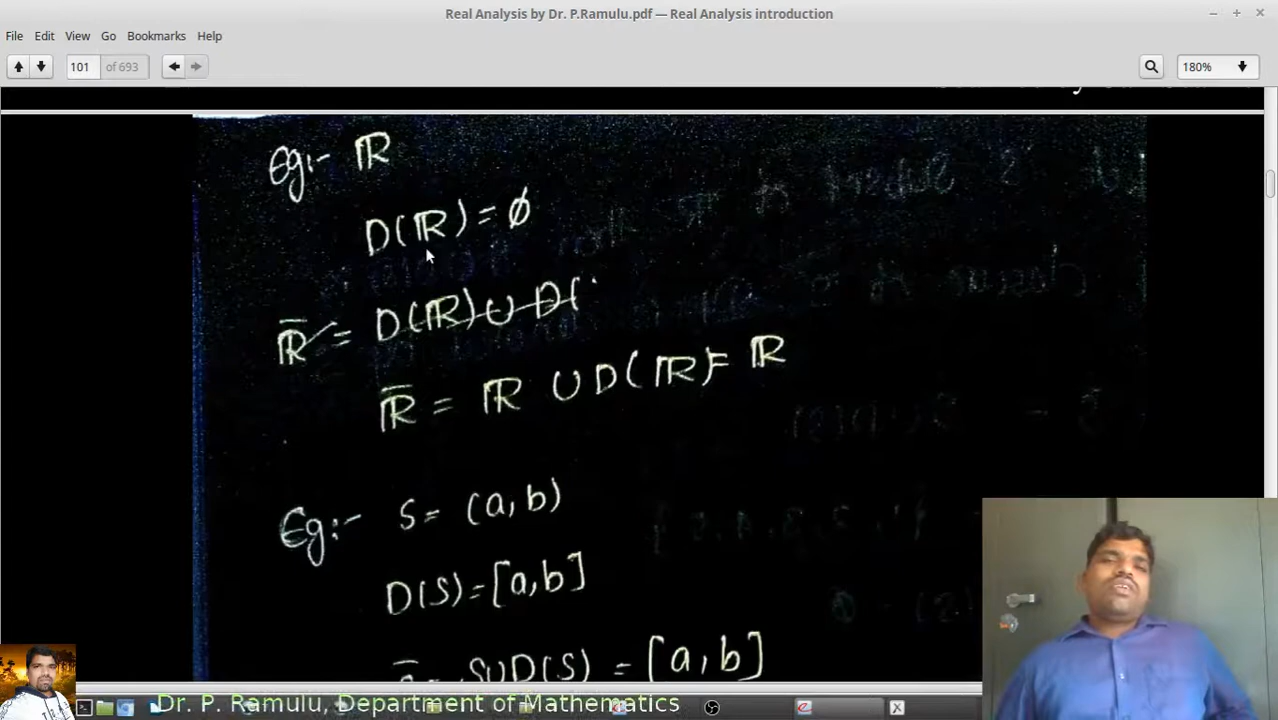 Real Analysis by Dr. P.Ramulu.pdf — Real Analysis introduction
File Edit View Go Bookmarks Help
101 of 693 180%
Eg:- ℝ
D(ℝ) = ∅
ℝ̅ = D(ℝ) ∪ D(
ℝ̅ = ℝ ∪ D(ℝ) = ℝ
Eg:- S = (a, b)
D(S) = [a, b]
= S∪D(S) = [a, b]
Dr. P. Ramulu, Department of Mathematics